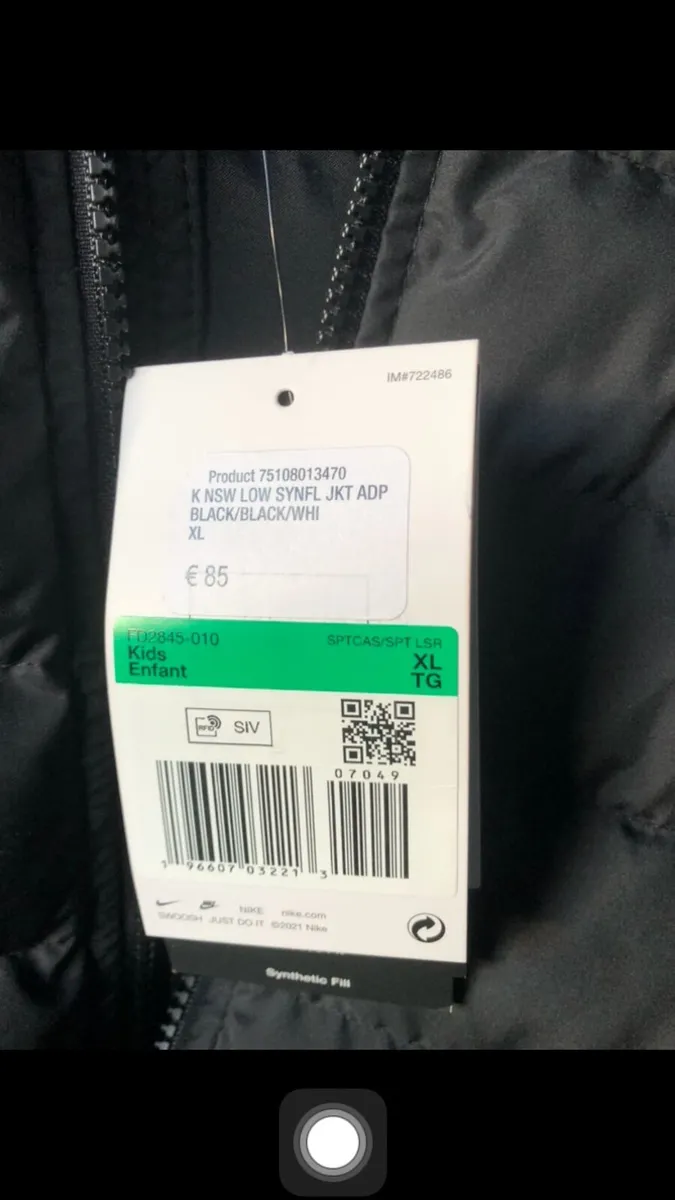 IM#722486
Product 75108013470
K NSW LOW SYNFL JKT ADP
BLACK/BLACK/WHI
XL
€ 85
FD2845-010
SPTCAS/SPT LSR
Kids
XL
Enfant
TG
RFID
SIV
07049
1 96607 03221 3
NIKE nike.com
SWOOSH JUST DO IT ©2021 Nike
Synthetic Fill